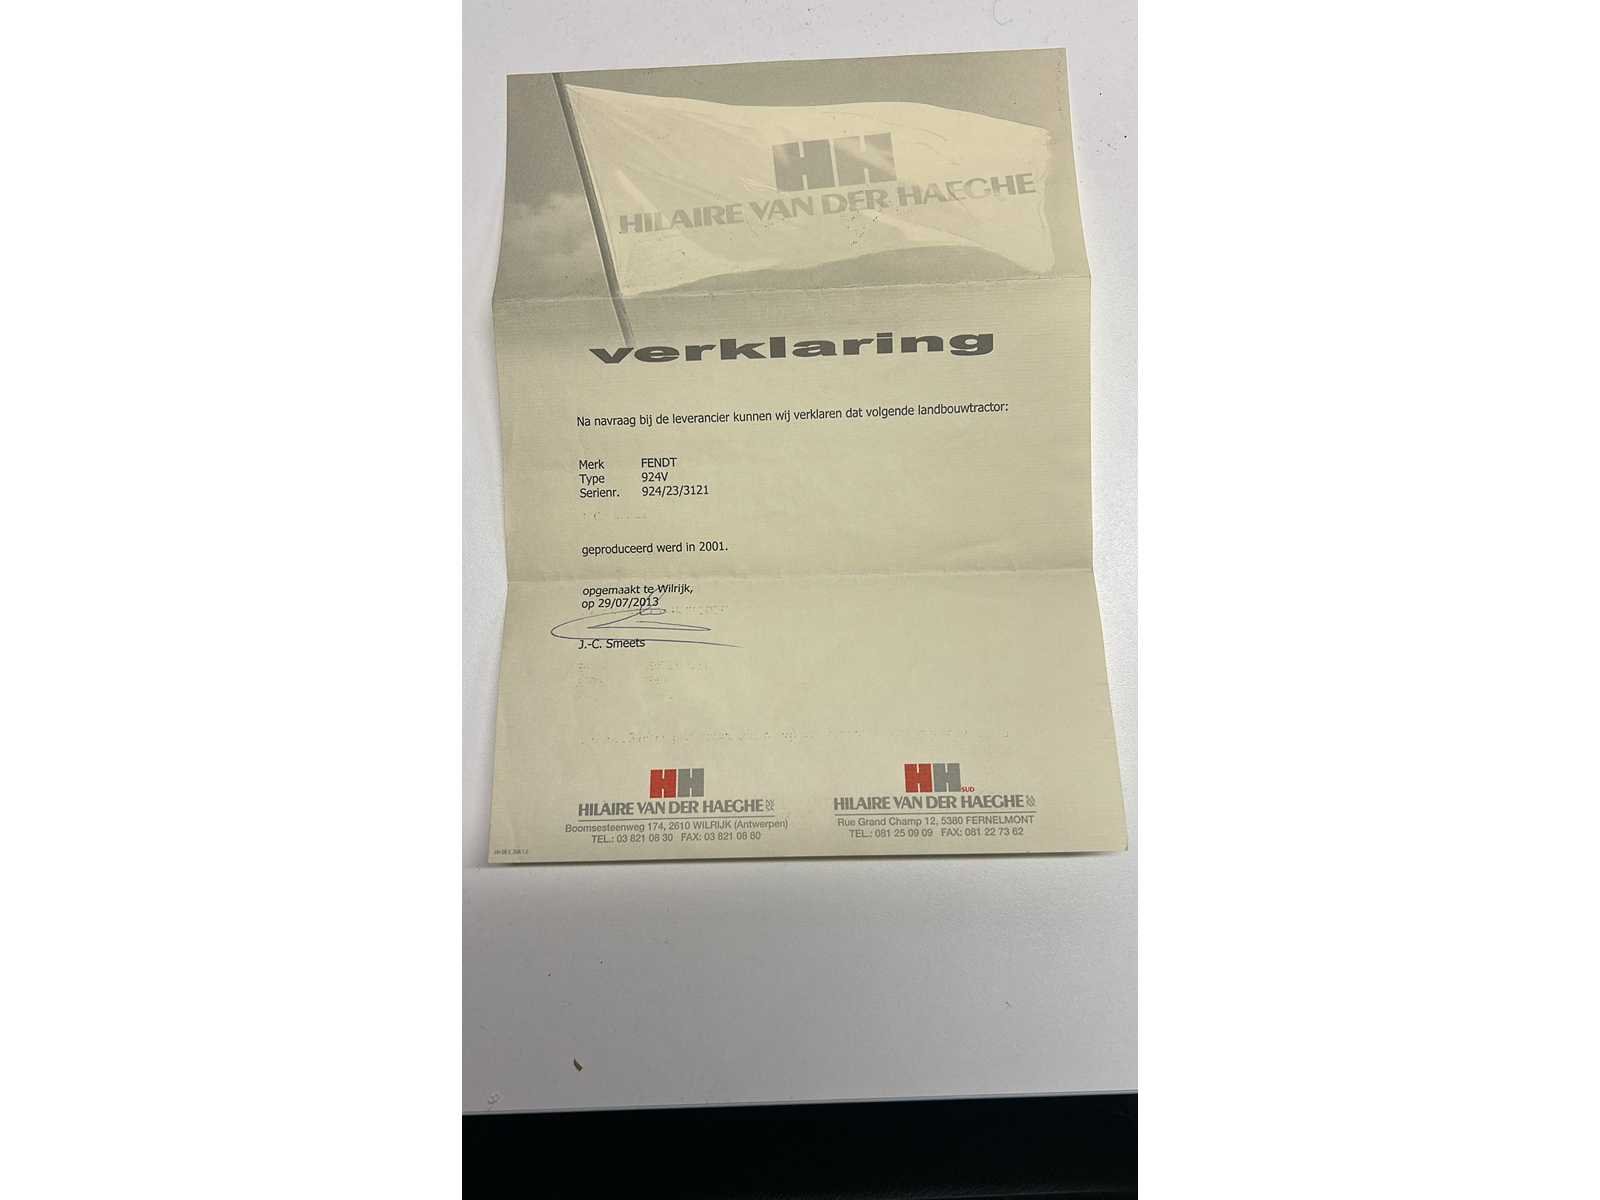 HH
HILAIRE VAN DER HAEGHE
verklaring
Na navraag bij de leverancier kunnen wij verklaren dat volgende landbouwtractor:
Merk FENDT
Type 924V
Serienr. 924/23/3121
geproduceerd werd in 2001.
opgemaakt te Wilrijk,
op 29/07/2013
J.-C. Smeets
HH
HILAIRE VAN DER HAEGHE
Boomsesteenweg 174, 2610 WILRIJK (Antwerpen)
TEL.: 03 821 08 30 FAX: 03 821 08 80
HH SUD
HILAIRE VAN DER HAEGHE
Rue Grand Champ 12, 5380 FERNELMONT
TEL.: 081 25 09 09 FAX: 081 22 73 62